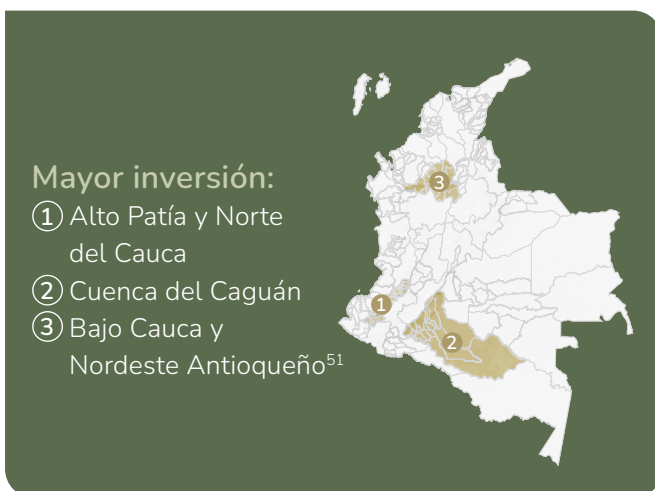 Mayor inversión:
1 Alto Patía y Norte
del Cauca
2 Cuenca del Caguán
3 Bajo Cauca y
Nordeste Antioqueño51
3
1
2